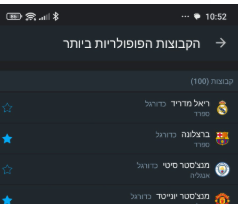 10:52
הקבוצות הפופולריות ביותר
קבוצות (100)
ריאל מדריד כדורגל
ספרד
ברצלונה כדורגל
ספרד
מנצ'סטר סיטי כדורגל
אנגליה
מנצ'סטר יונייטד כדורגל